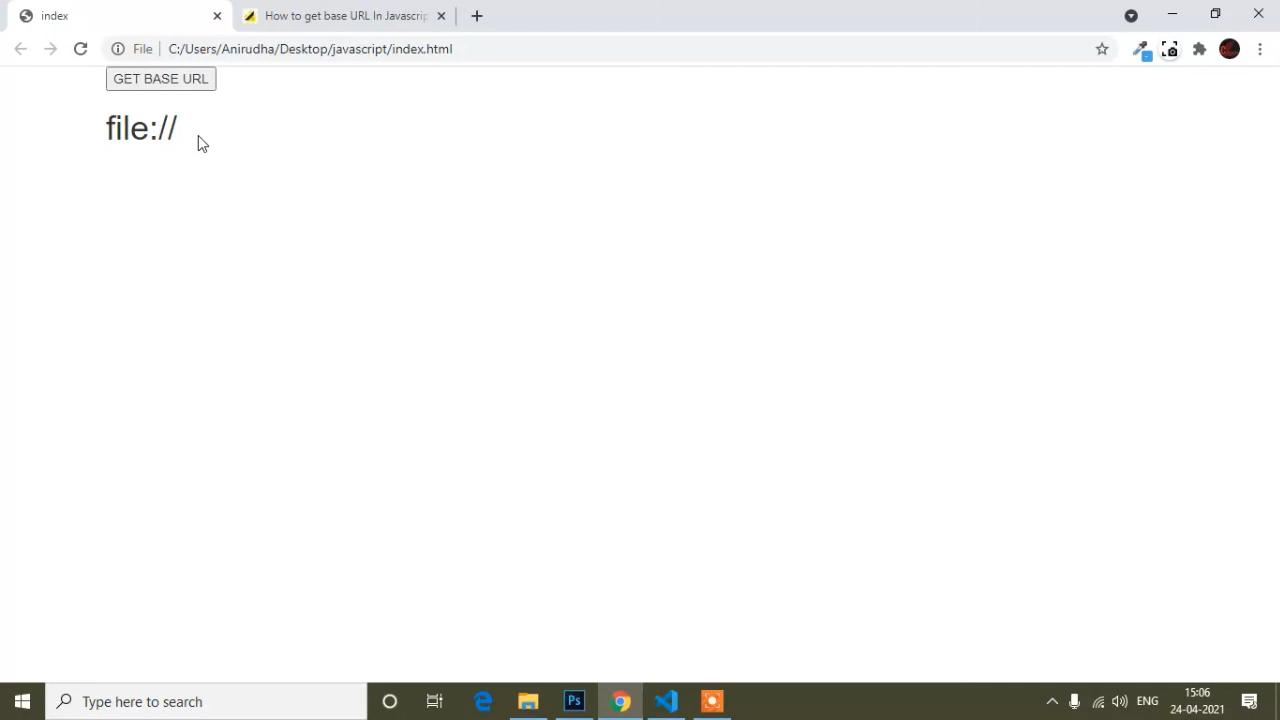 index
How to get base URL In Javascrip
File
C:/Users/Anirudha/Desktop/javascript/index.html
GET BASE URL
file://
Type here to search
Ps
ENG
15:06
24-04-2021